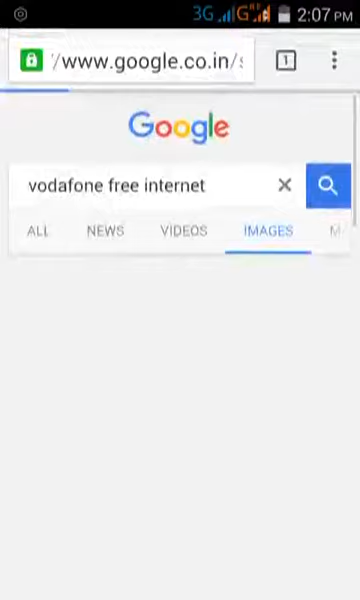 3G G 2:07 PM
/www.google.co.in/s
1
Google
vodafone free internet
ALL NEWS VIDEOS IMAGES M